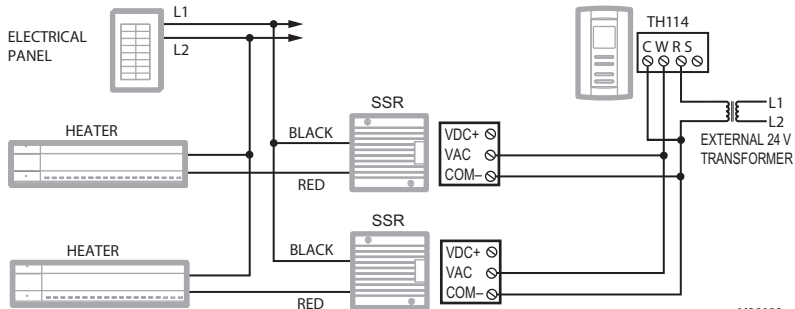 L1
ELECTRICAL
PANEL
L2
TH114
C W R S
L1
L2
EXTERNAL 24 V
TRANSFORMER
SSR
HEATER
BLACK
RED
VDC+
VAC
COM–
SSR
HEATER
BLACK
RED
VDC+
VAC
COM–